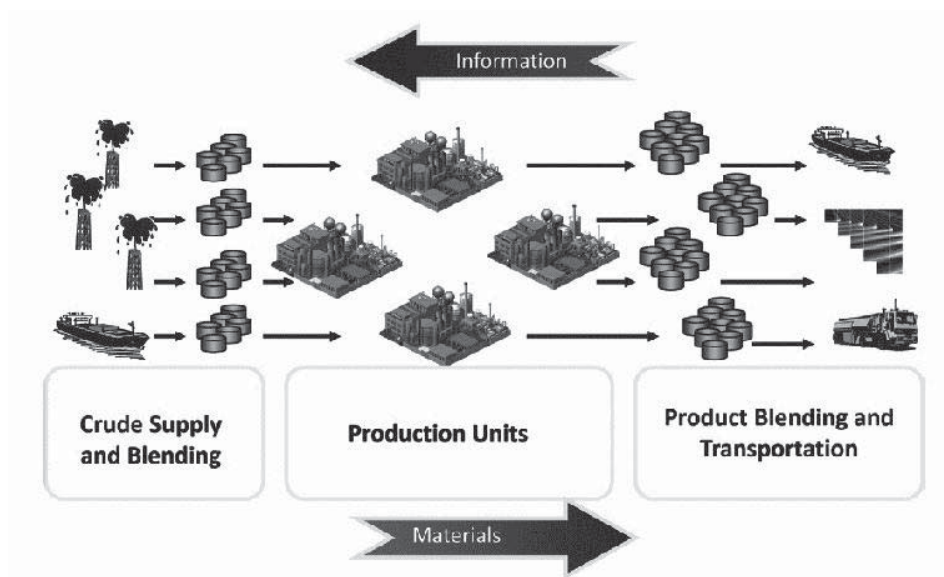 Information
Crude Supply
and Blending
Production Units
Product Blending and
Transportation
Materials